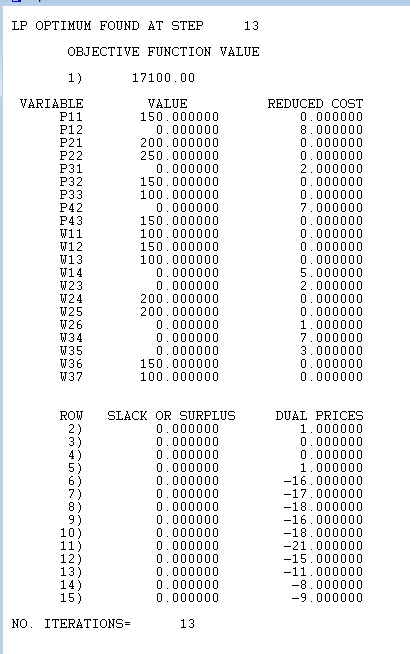 LP OPTIMUM FOUND AT STEP 13
OBJECTIVE FUNCTION VALUE
1) 17100.00
VARIABLE VALUE REDUCED COST
P11 150.000000 0.000000
P12 0.000000 8.000000
P21 200.000000 0.000000
P22 250.000000 0.000000
P31 0.000000 2.000000
P32 150.000000 0.000000
P33 100.000000 0.000000
P42 0.000000 7.000000
P43 150.000000 0.000000
W11 100.000000 0.000000
W12 150.000000 0.000000
W13 100.000000 0.000000
W14 0.000000 5.000000
W23 0.000000 2.000000
W24 200.000000 0.000000
W25 200.000000 0.000000
W26 0.000000 1.000000
W34 0.000000 7.000000
W35 0.000000 3.000000
W36 150.000000 0.000000
W37 100.000000 0.000000
ROW SLACK OR SURPLUS DUAL PRICES
2) 0.000000 1.000000
3) 0.000000 0.000000
4) 0.000000 0.000000
5) 0.000000 1.000000
6) 0.000000 -16.000000
7) 0.000000 -17.000000
8) 0.000000 -18.000000
9) 0.000000 -16.000000
10) 0.000000 -18.000000
11) 0.000000 -21.000000
12) 0.000000 -15.000000
13) 0.000000 -11.000000
14) 0.000000 -8.000000
15) 0.000000 -9.000000
NO. ITERATIONS= 13